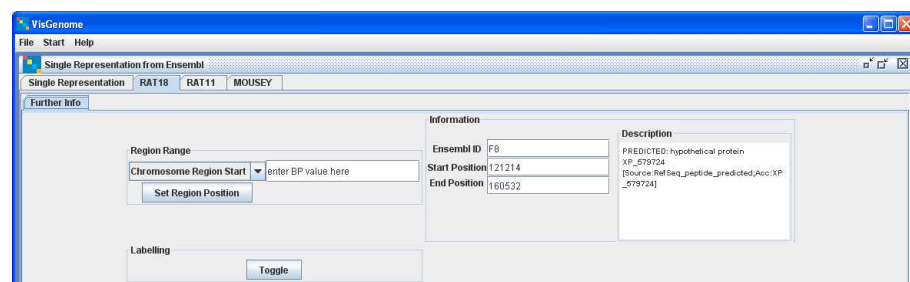 VisGenome
File Start Help
Single Representation from Ensembl
Single Representation RAT18 RAT11 MOUSEY
Further Info
Region Range
Chromosome Region Start enter BP value here
Set Region Position
Labelling
Toggle
Information
Ensembl ID F8
Start Position 121214
End Position 160532
Description
PREDICTED: hypothetical protein
XP_579724
[Source:RefSeq_peptide_predicted;Acc:XP
_579724]